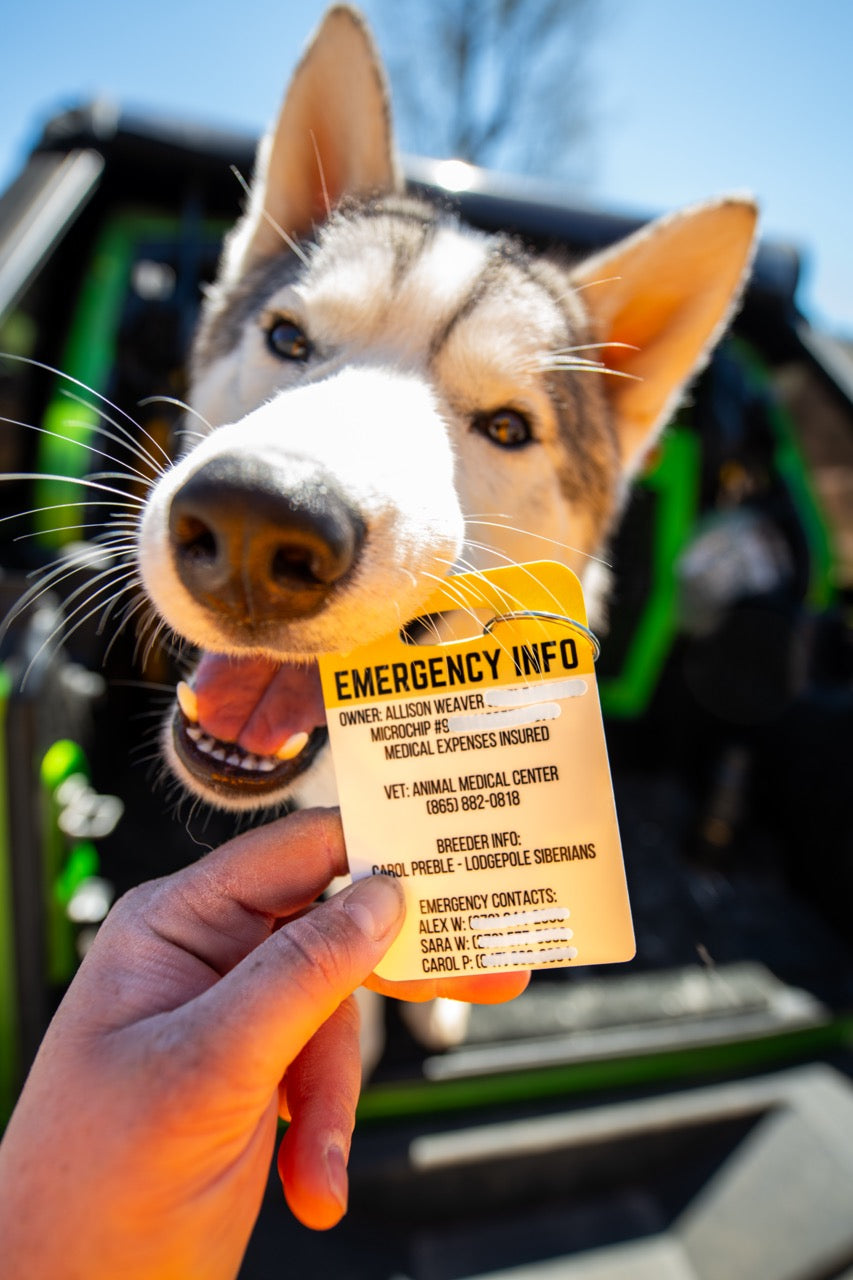 EMERGENCY INFO
OWNER: ALLISON WEAVER
MICROCHIP #9
MEDICAL EXPENSES INSURED
VET: ANIMAL MEDICAL CENTER
(865) 882-0818
BREEDER INFO:
CAROL PREBLE - LODGEPOLE SIBERIANS
EMERGENCY CONTACTS:
ALEX W:
SARA W:
CAROL P: